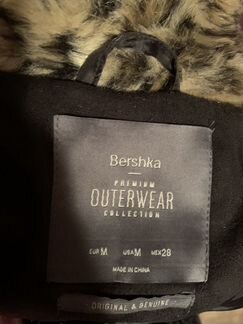 Bershka
PREMIUM
OUTERWEAR
COLLECTION
EUR M USA M MEX 28
MADE IN CHINA
ORIGINAL & GENUINE